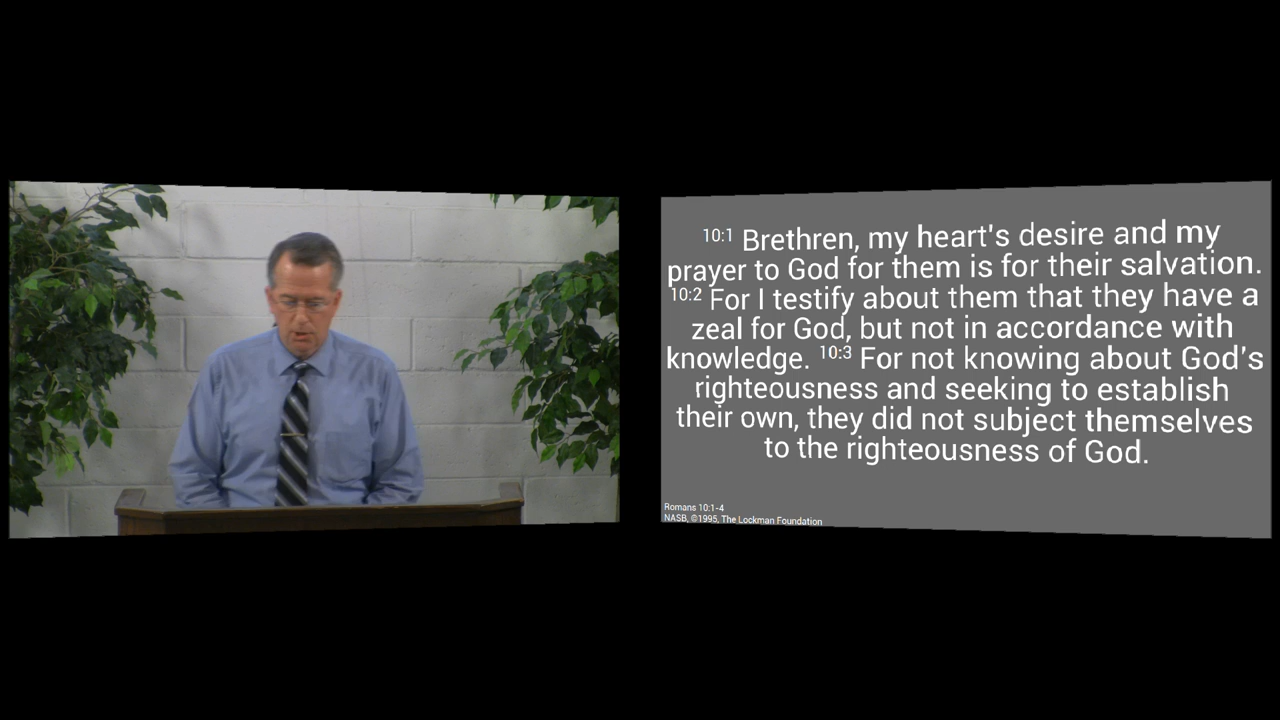 10:1 Brethren, my heart's desire and my
prayer to God for them is for their salvation.
10:2 For I testify about them that they have a
zeal for God, but not in accordance with
knowledge. 10:3 For not knowing about God's
righteousness and seeking to establish
their own, they did not subject themselves
to the righteousness of God.
Romans 10:1-4
NASB, ©1995, The Lockman Foundation